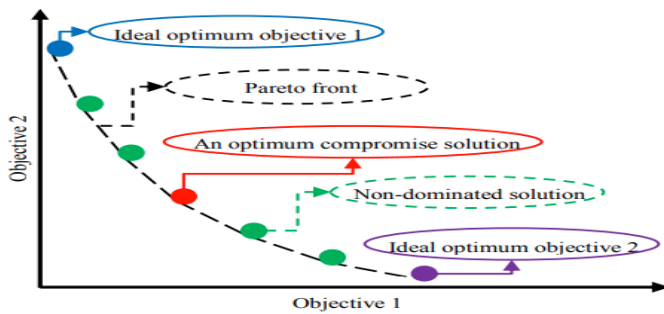 Ideal optimum objective 1
Pareto front
Objective 2
An optimum compromise solution
Non-dominated solution
Ideal optimum objective 2
Objective 1